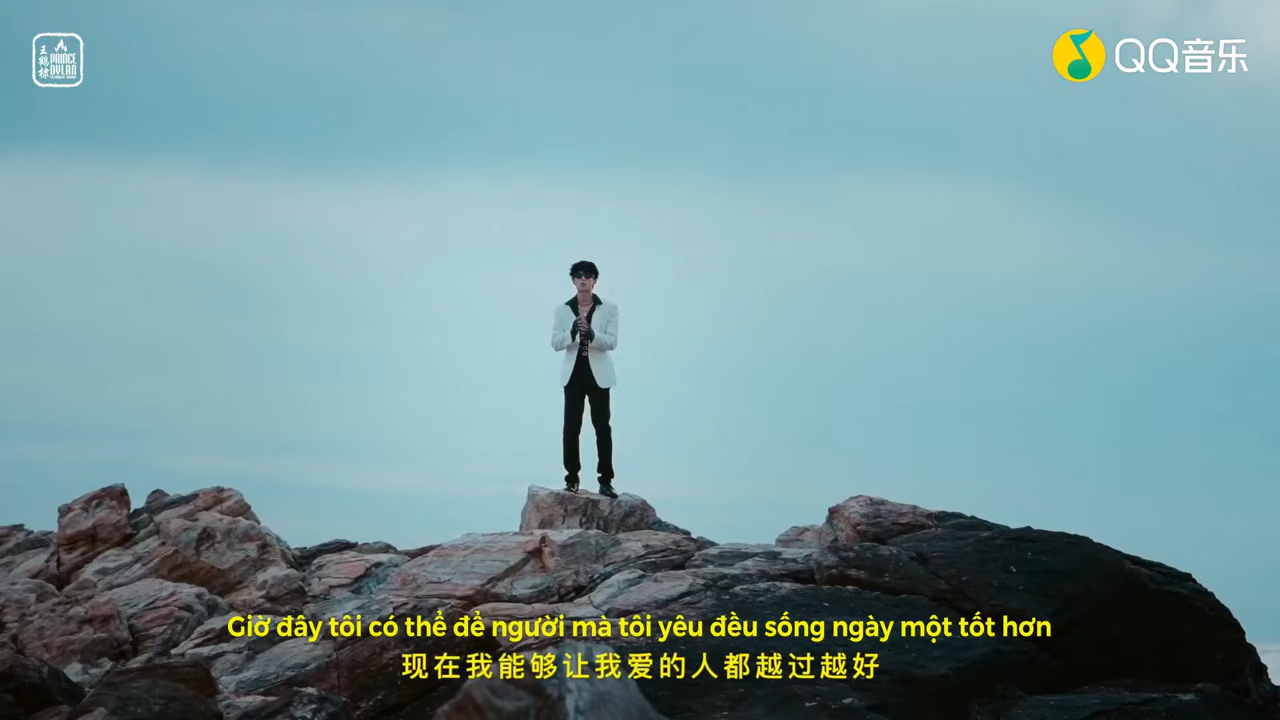 王鹤棣
PRINCE
DYLAN
QQ音乐
Giờ đây tôi có thể để người mà tôi yêu đều sống ngày một tốt hơn
现在我能够让我爱的人都越过越好